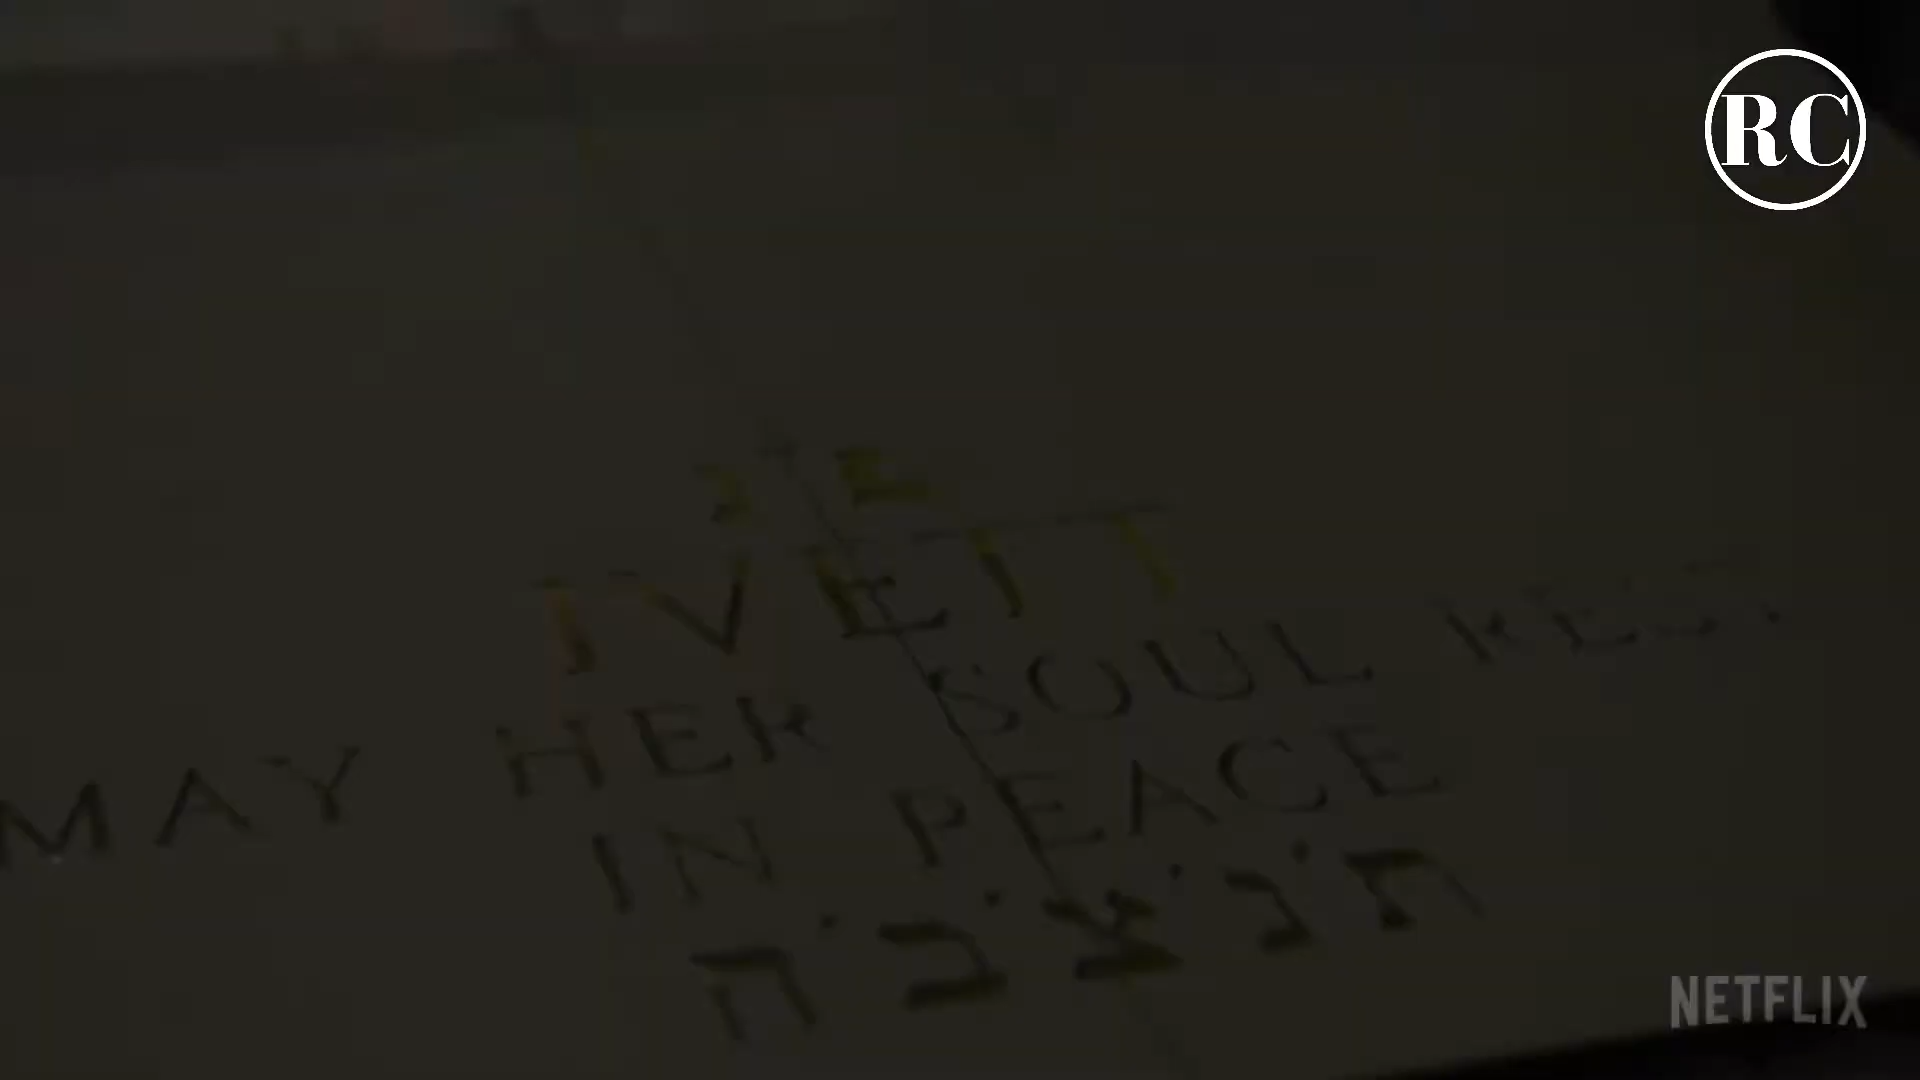 RC
פ נ
IVETT
MAY HER SOUL REST
IN PEACE
ת.נ.צ.ב.ה
NETFLIX